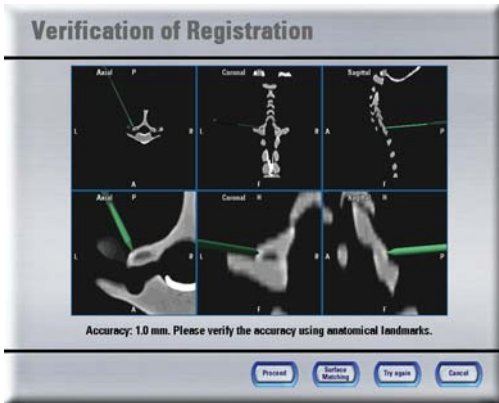 Verification of Registration
Axial P Coronal Sagittal
L R L R A P
A F F
Axial P Coronal H Sagittal H
L R L R A P
A F F
Accuracy: 1.0 mm. Please verify the accuracy using anatomical landmarks.
Proceed Surface Matching Try again Cancel